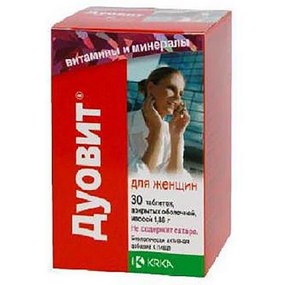 витамины и минералы
Дуовит®
для женщин
30 таблеток,
покрытых оболочкой,
массой 1,86 г
Не содержит сахара.
Биологически активная
добавка к пище
KRKA